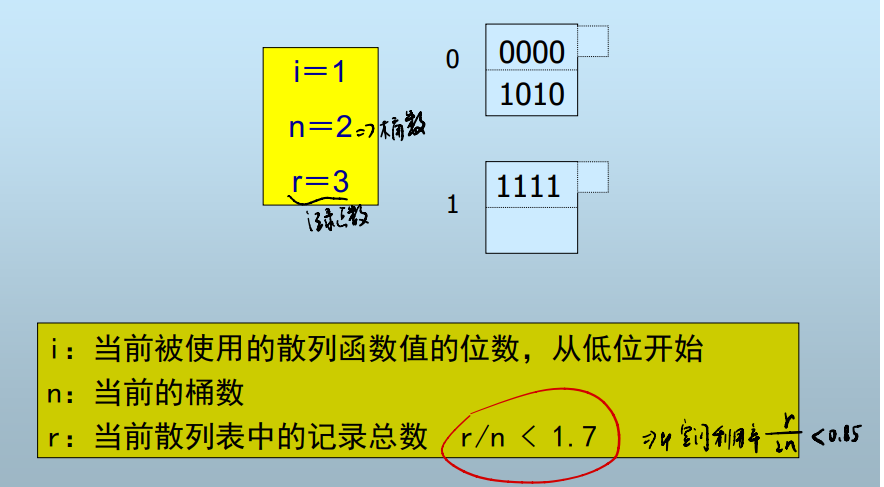 i=1
n=2 => 桶数
r=3
记录总数
0
0000
1010
1
1111
i: 当前被使用的散列函数值的位数，从低位开始
n: 当前的桶数
r: 当前散列表中的记录总数 r/n < 1.7 => 空间利用率 r/2n < 0.85